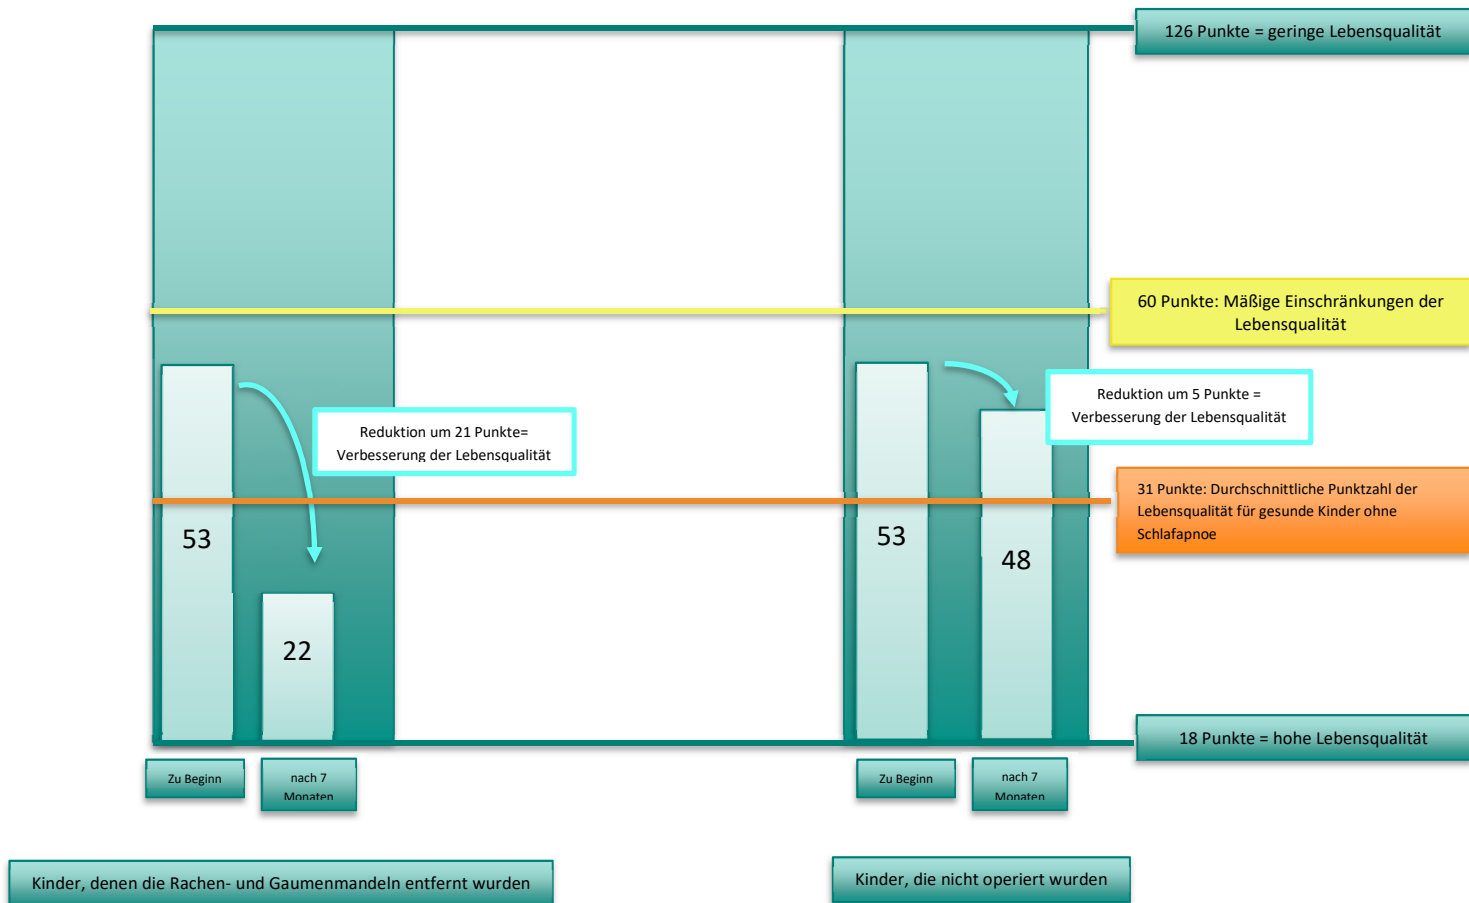 126 Punkte = geringe Lebensqualität
60 Punkte: Mäßige Einschränkungen der
Lebensqualität
Reduktion um 5 Punkte =
Verbesserung der Lebensqualität
Reduktion um 21 Punkte=
Verbesserung der Lebensqualität
31 Punkte: Durchschnittliche Punktzahl der
Lebensqualität für gesunde Kinder ohne
Schlafapnoe
53
22
53
48
18 Punkte = hohe Lebensqualität
Zu Beginn
nach 7
Monaten
Zu Beginn
nach 7
Monaten
Kinder, denen die Rachen- und Gaumenmandeln entfernt wurden
Kinder, die nicht operiert wurden